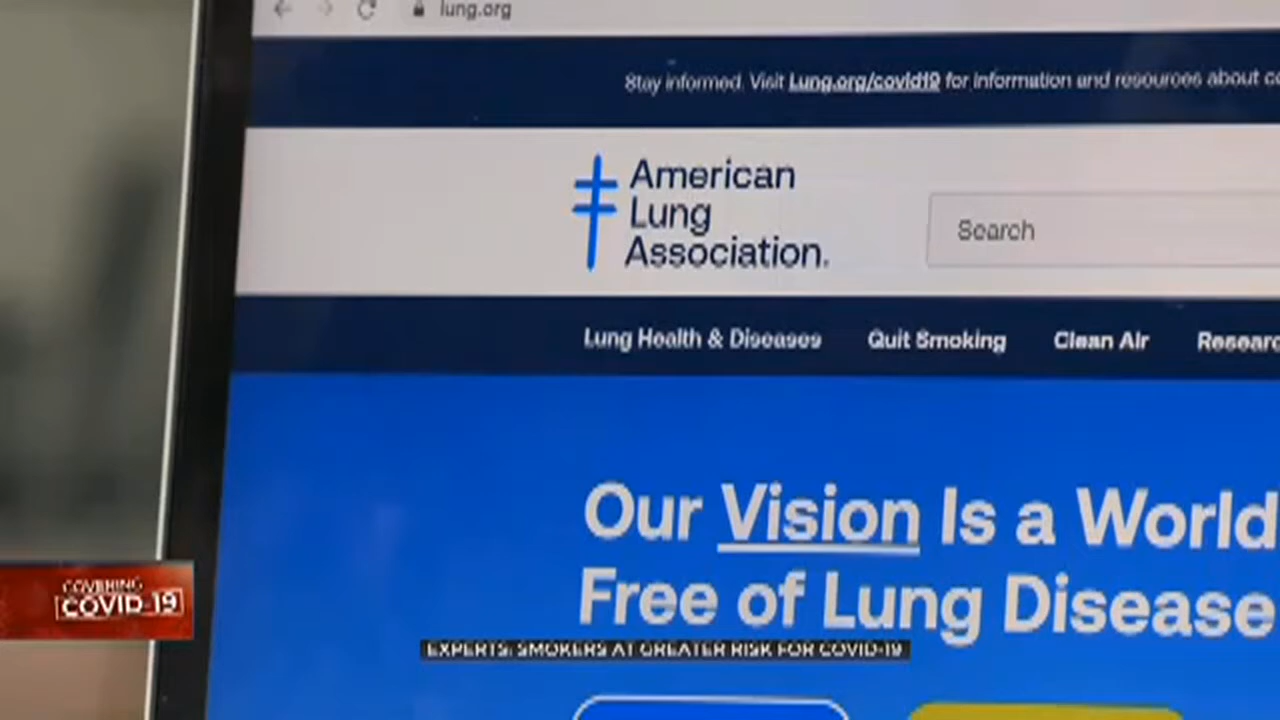 lung.org
Stay informed. Visit Lung.org/covid19 for information and resources about
American
Lung
Association.
Search
Lung Health & Diseases Quit Smoking Clean Air
Our Vision Is a World
Free of Lung Disease
COVERING
COVID-19
EXPERTS: SMOKERS AT GREATER RISK FOR COVID-19